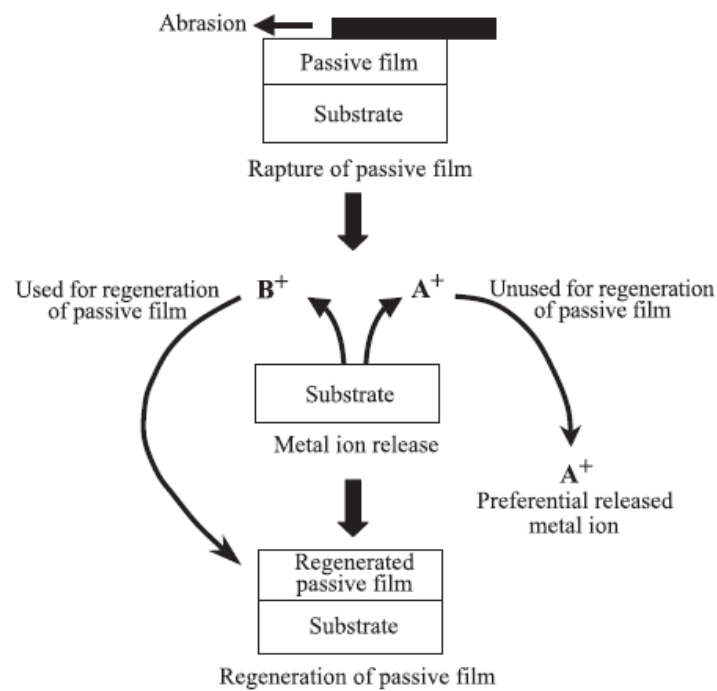 Abrasion
Passive film
Substrate
Rapture of passive film
Used for regeneration
of passive film
B+
A+
Unused for regeneration
of passive film
Substrate
Metal ion release
A+
Preferential released
metal ion
Regenerated
passive film
Substrate
Regeneration of passive film